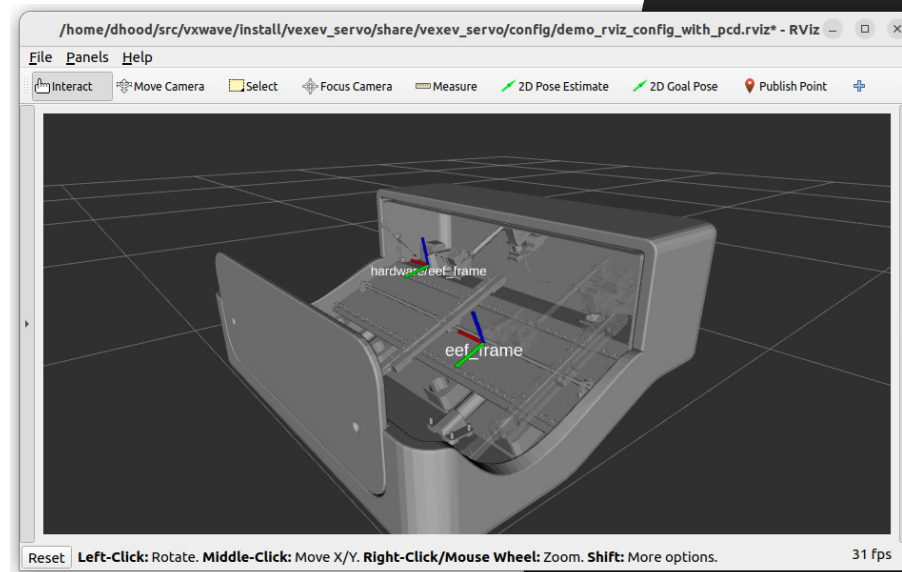 /home/dhood/src/vxwave/install/vexev_servo/share/vexev_servo/config/demo_rviz_config_with_pcd.rviz* - RViz
File Panels Help
Interact Move Camera Select Focus Camera Measure 2D Pose Estimate 2D Goal Pose Publish Point
hardware/eef_frame
eef_frame
Reset Left-Click: Rotate. Middle-Click: Move X/Y. Right-Click/Mouse Wheel: Zoom. Shift: More options. 31 fps